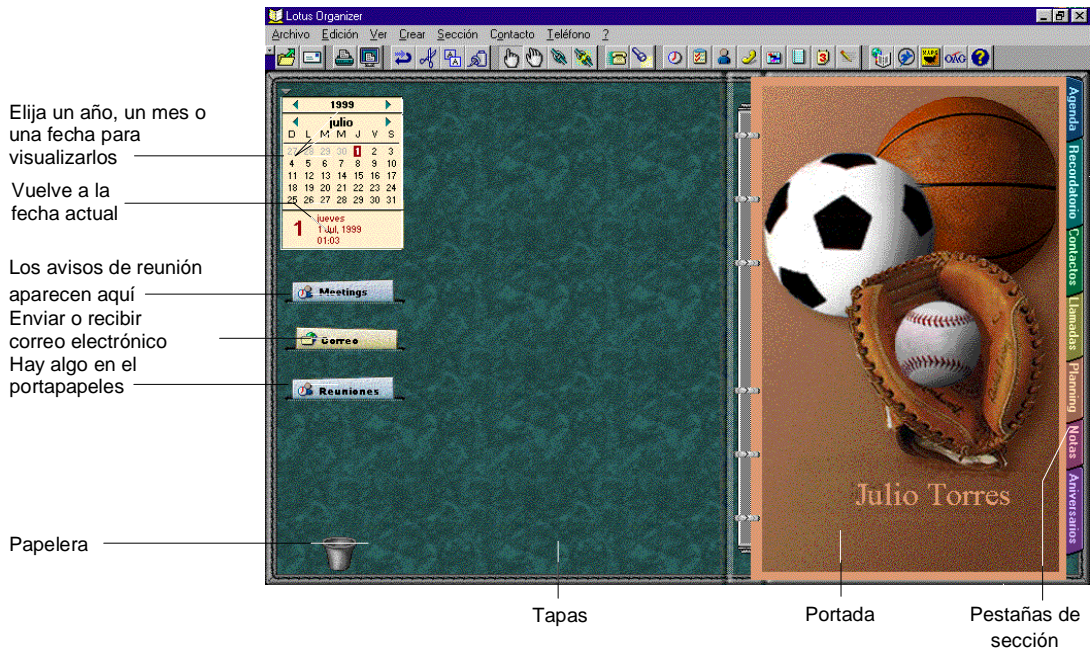 Lotus Organizer
Archivo Edición Ver Crear Sección Contacto Teléfono ?
MAPS OAG
Elija un año, un mes o
una fecha para
visualizarlos
Vuelve a la
fecha actual
Los avisos de reunión
aparecen aquí
Enviar o recibir
correo electrónico
Hay algo en el
portapapeles
Papelera
1999
julio
D L M M J V S
27 28 29 30 1 2 3
4 5 6 7 8 9 10
11 12 13 14 15 16 17
18 19 20 21 22 23 24
25 26 27 28 29 30 31
1
jueves
1 Jul, 1999
01:03
Meetings
Correo
Reuniones
Julio Torres
Agenda
Recordatorio
Contactos
Llamadas
Planning
Notas
Aniversarios
Tapas
Portada
Pestañas de
sección